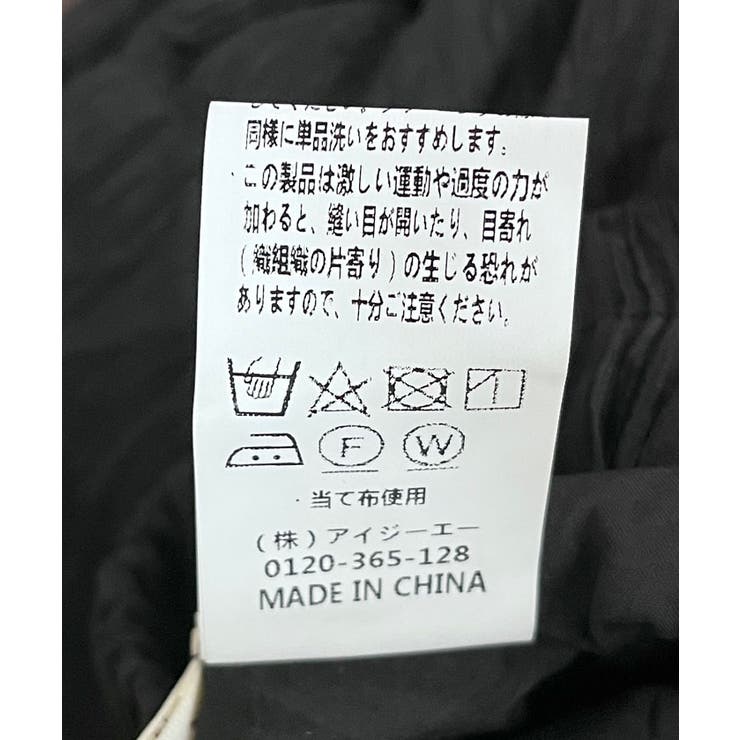 同様に単品洗いをおすすめします。
・この製品は激しい運動や過度の力が
加わると、縫い目が開いたり、目寄れ
(織組織の片寄り)の生じる恐れが
ありますので、十分ご注意ください。
F W
・当て布使用
(株)アイジーエー
0120-365-128
MADE IN CHINA